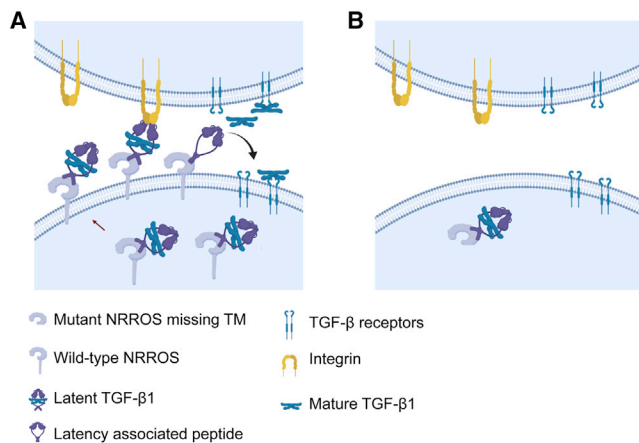 A
B
Mutant NRROS missing TM
Wild-type NRROS
Latent TGF-β1
Latency associated peptide
TGF-β receptors
Integrin
Mature TGF-β1